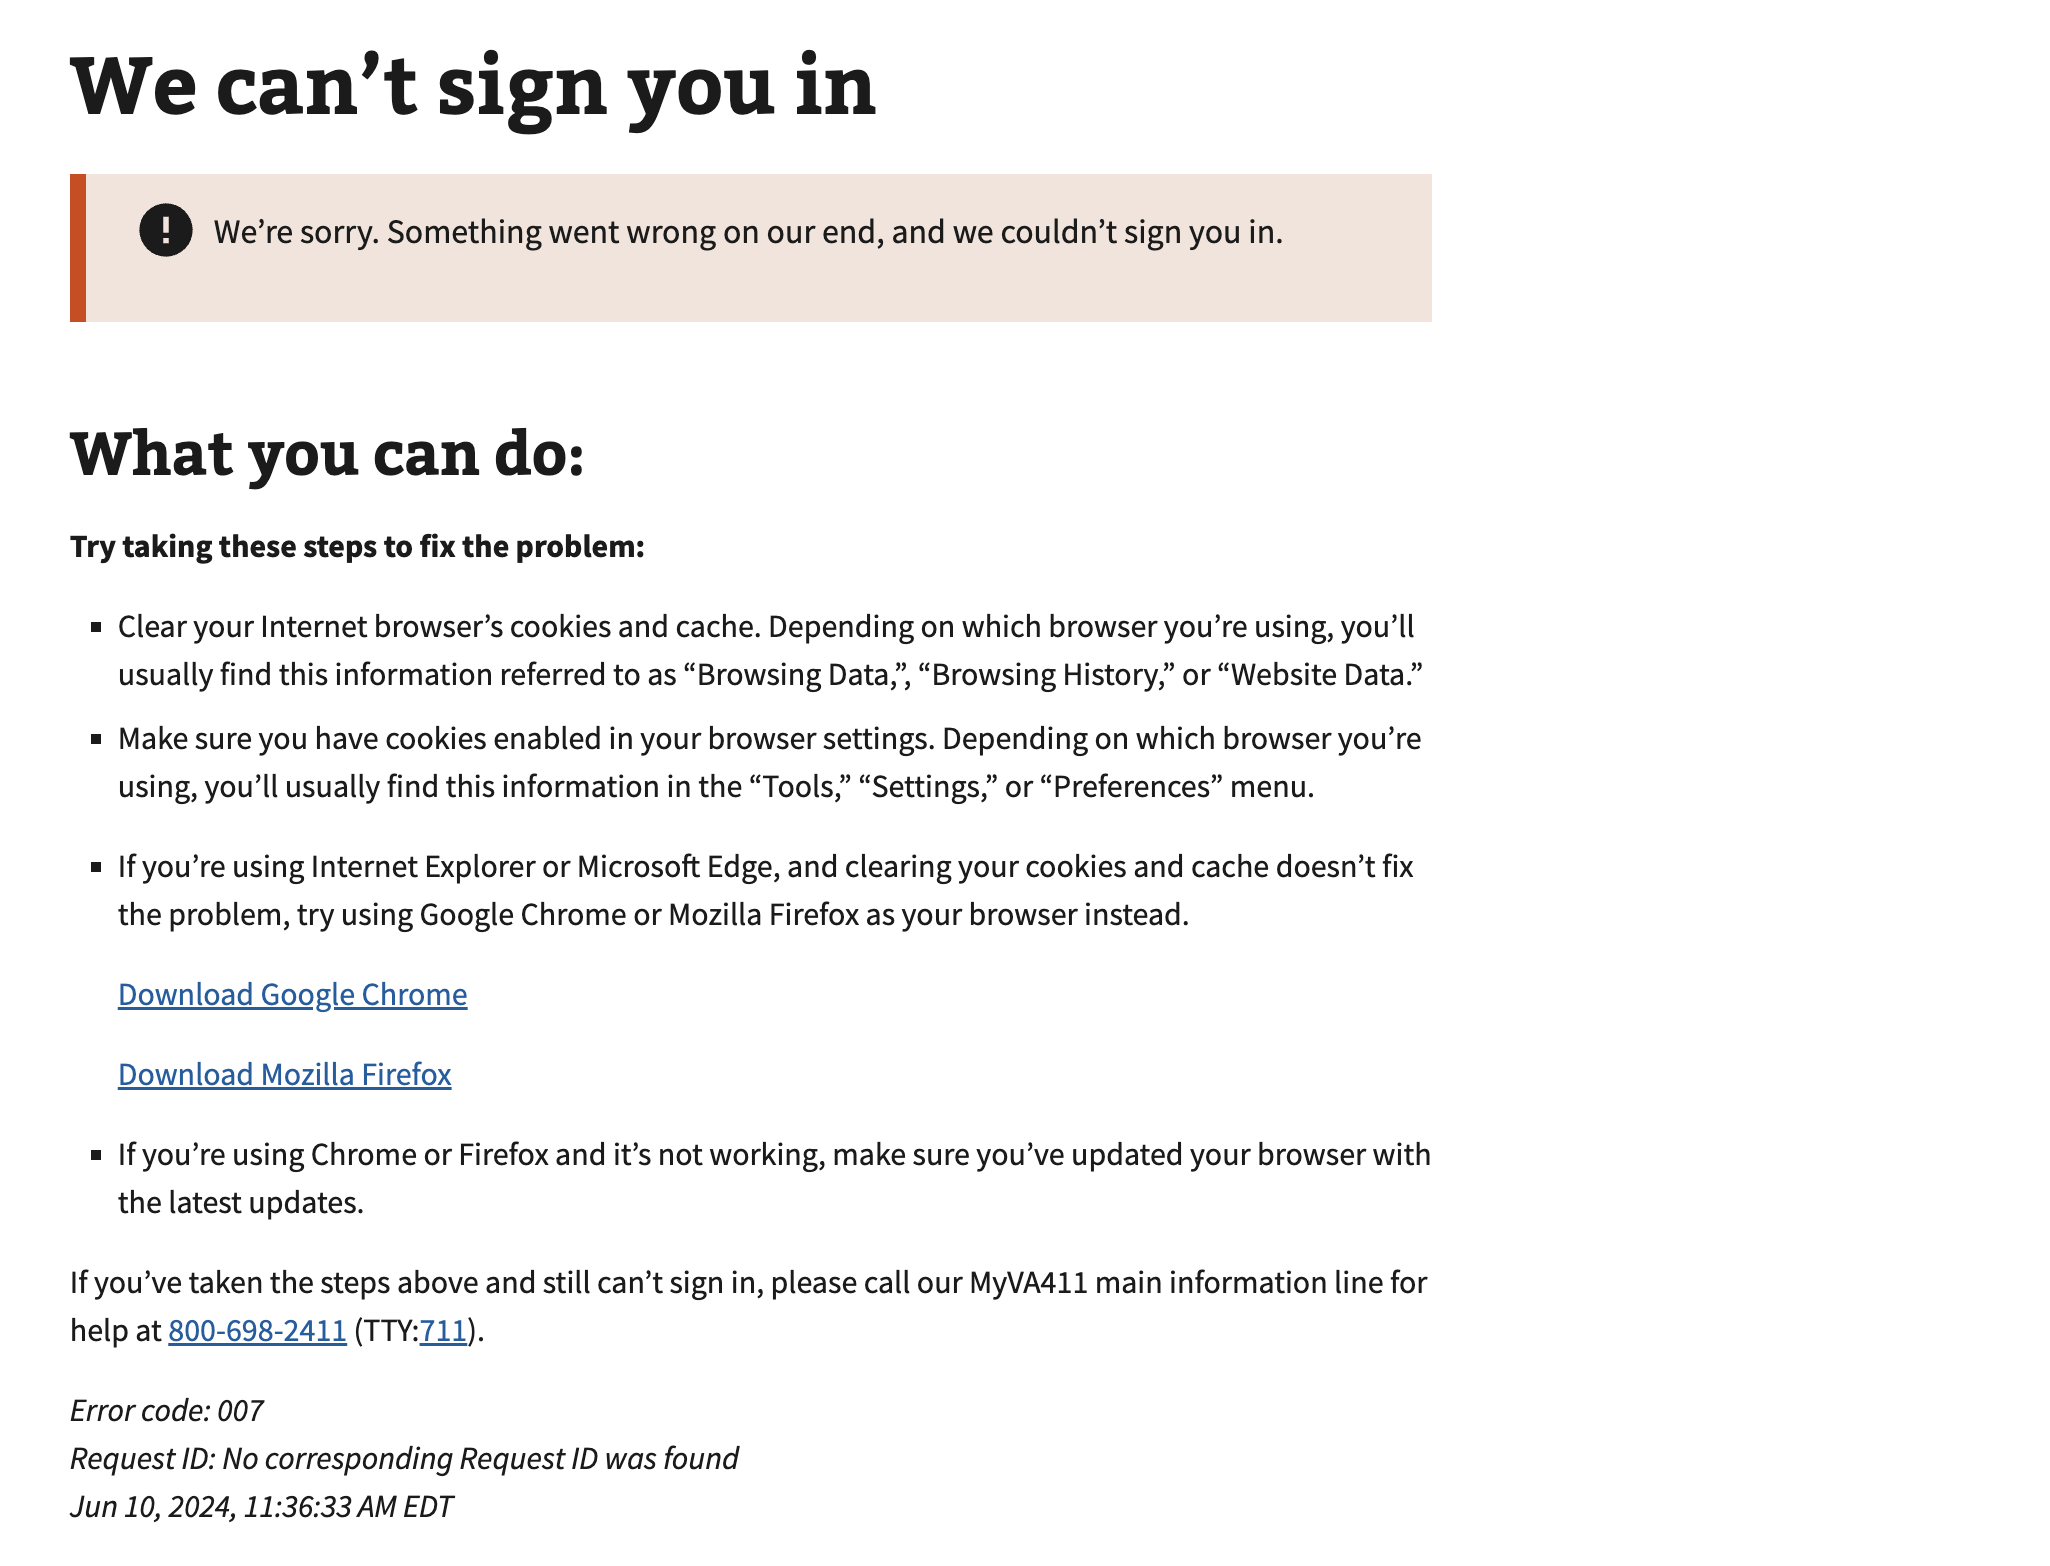 We can’t sign you in
We’re sorry. Something went wrong on our end, and we couldn’t sign you in.
What you can do:
Try taking these steps to fix the problem:
Clear your Internet browser’s cookies and cache. Depending on which browser you’re using, you’ll
usually find this information referred to as “Browsing Data,”, “Browsing History,” or “Website Data.”
Make sure you have cookies enabled in your browser settings. Depending on which browser you’re
using, you’ll usually find this information in the “Tools,” “Settings,” or “Preferences” menu.
If you’re using Internet Explorer or Microsoft Edge, and clearing your cookies and cache doesn’t fix
the problem, try using Google Chrome or Mozilla Firefox as your browser instead.
Download Google Chrome
Download Mozilla Firefox
If you’re using Chrome or Firefox and it’s not working, make sure you’ve updated your browser with
the latest updates.
If you’ve taken the steps above and still can’t sign in, please call our MyVA411 main information line for
help at 800-698-2411 (TTY:711).
Error code: 007
Request ID: No corresponding Request ID was found
Jun 10, 2024, 11:36:33 AM EDT